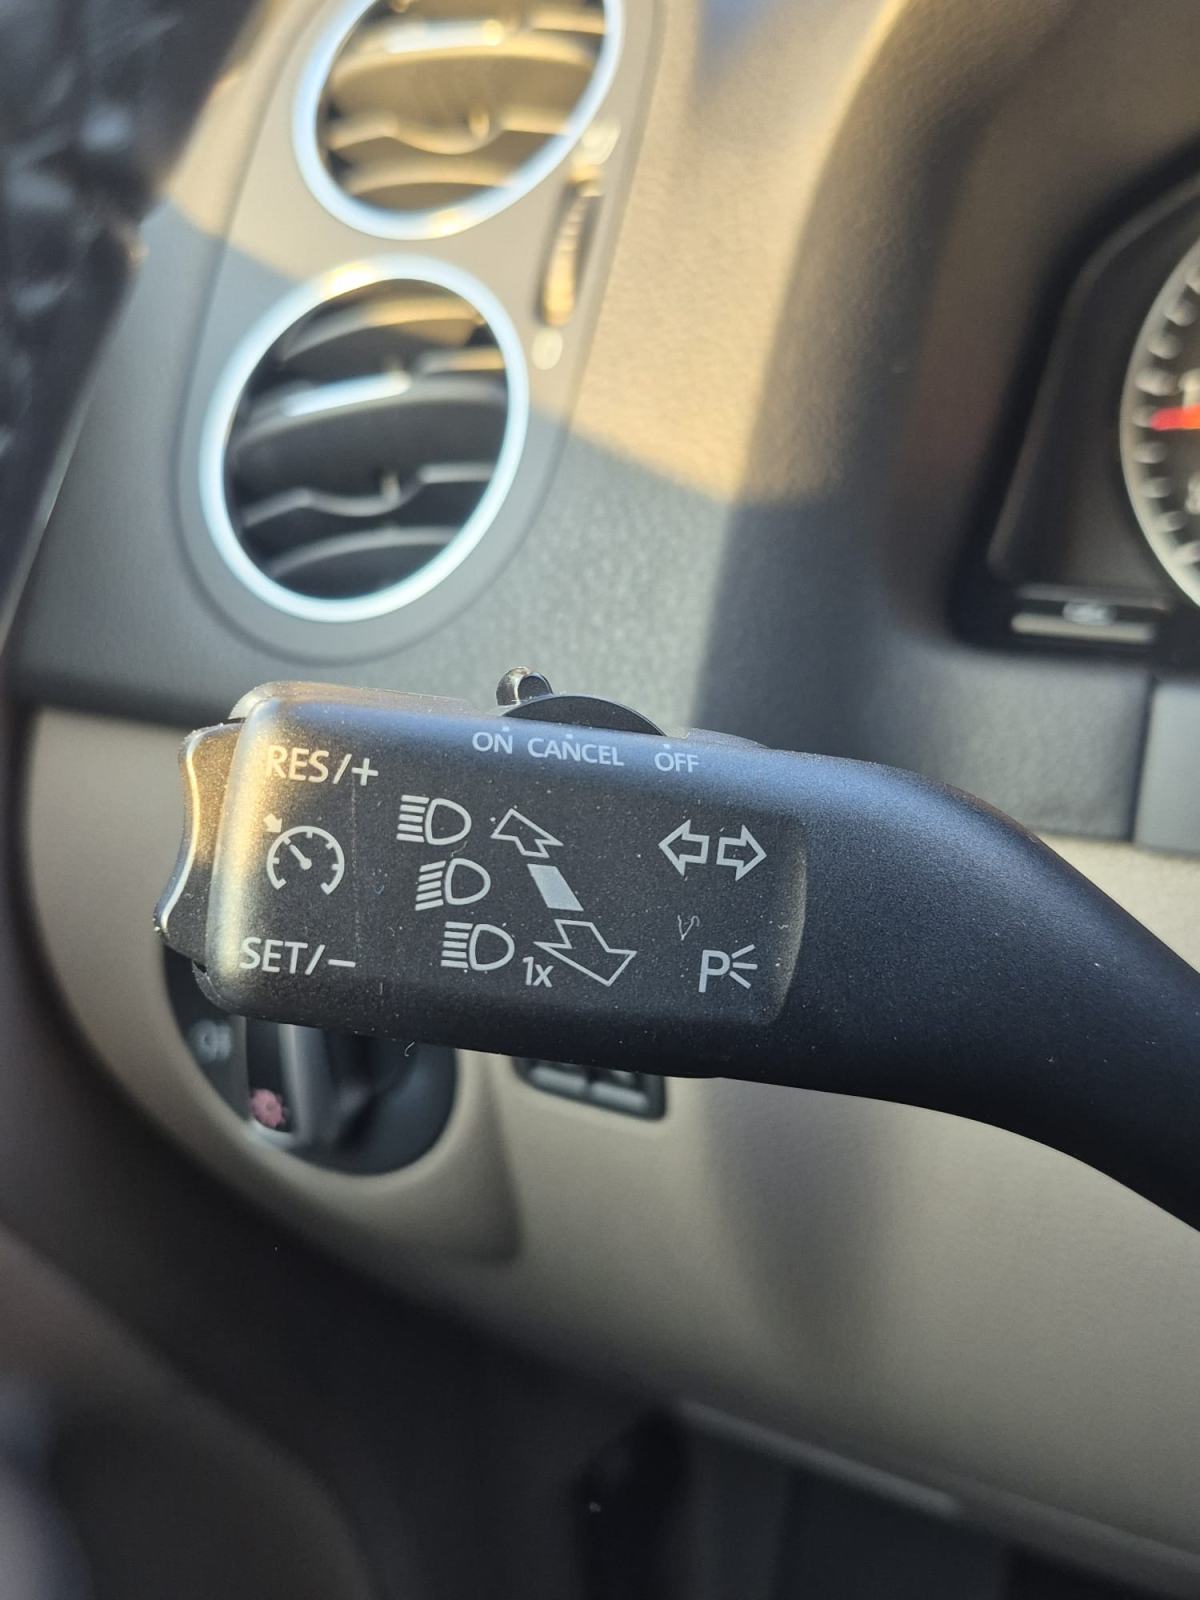 ON CANCEL OFF
RES/+
SET/−
1x
P